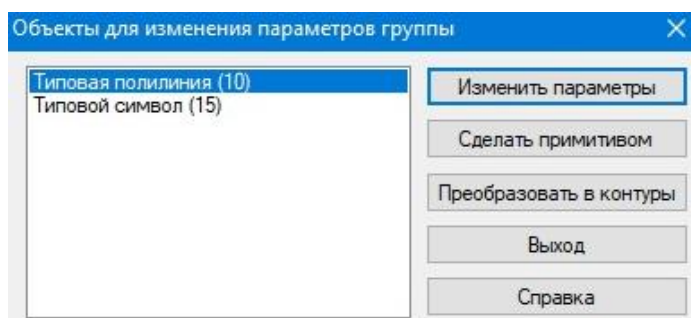 Объекты для изменения параметров группы
Типовая полилиния (10)
Типовой символ (15)
Изменить параметры
Сделать примитивом
Преобразовать в контуры
Выход
Справка